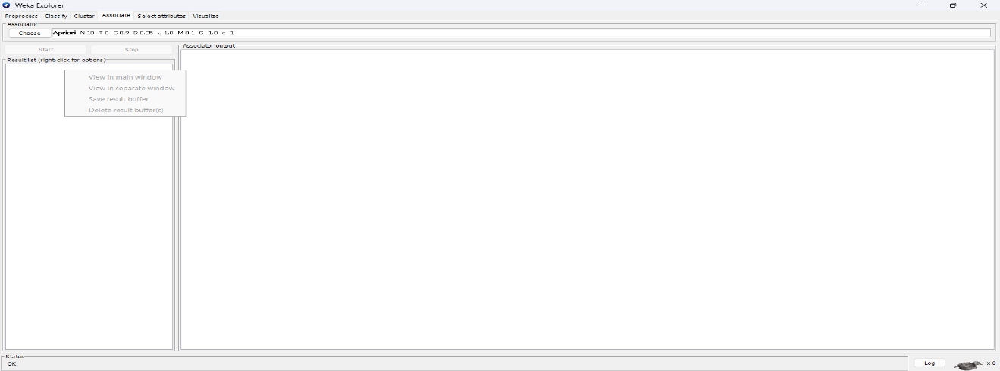 Weka Explorer
Preprocess Classify Cluster Associate Select attributes Visualize
Associator
Choose Apriori -N 10 -T 0 -C 0.9 -D 0.05 -U 1.0 -M 0.1 -S -1.0 -c -1
Start Stop
Associator output
Result list (right-click for options)
View in main window
View in separate window
Save result buffer
Delete result buffer(s)
Status
OK
Log
x 0